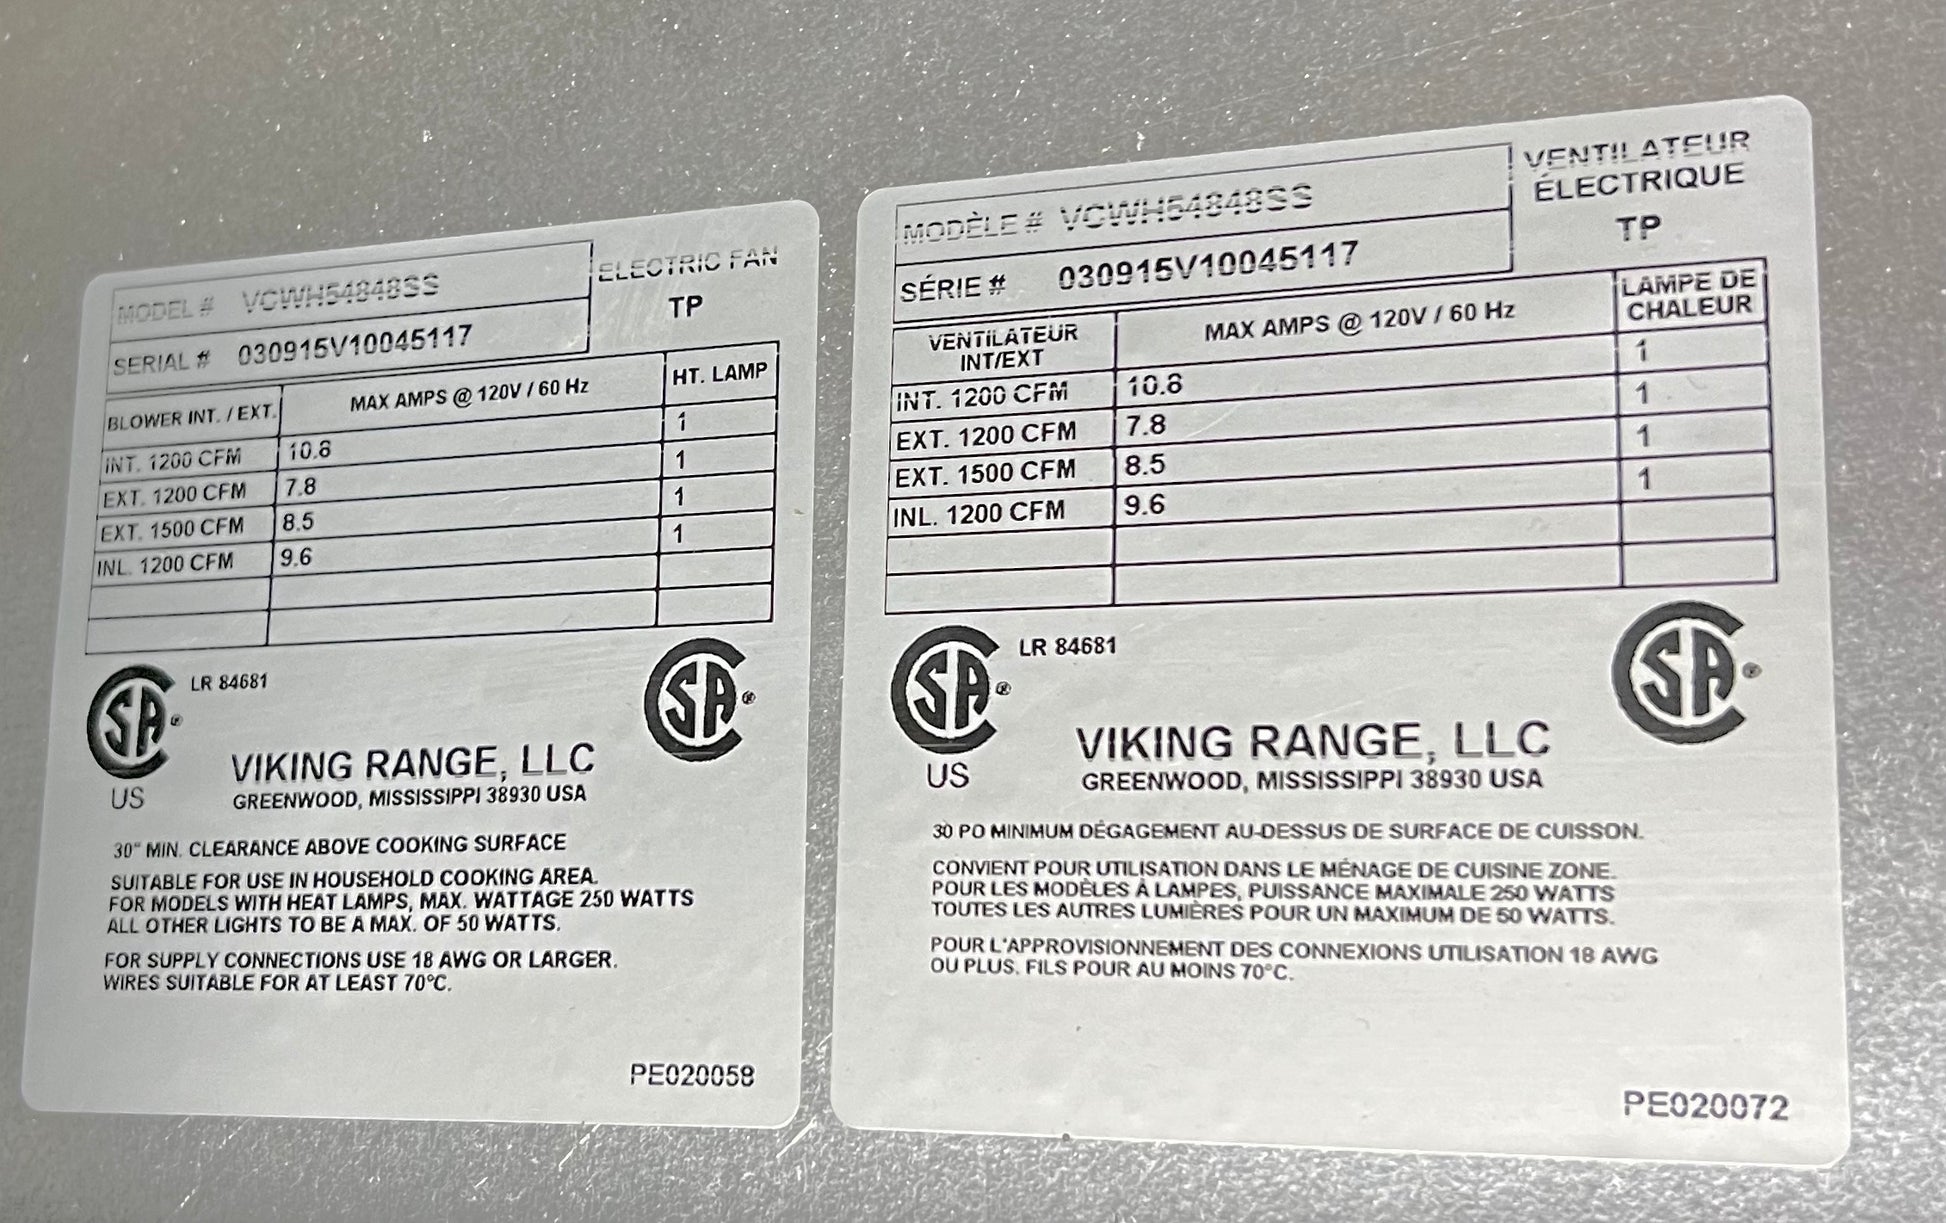 MODEL # VCWH54848SS
SERIAL # 030915V10045117
ELECTRIC FAN
TP
BLOWER INT. / EXT. MAX AMPS @ 120V / 60 Hz HT. LAMP
INT. 1200 CFM 10.8 1
EXT. 1200 CFM 7.8 1
EXT. 1500 CFM 8.5 1
INL. 1200 CFM 9.6 1
CSA ® LR 84681 CSA ®
US
VIKING RANGE, LLC
GREENWOOD, MISSISSIPPI 38930 USA
30" MIN. CLEARANCE ABOVE COOKING SURFACE
SUITABLE FOR USE IN HOUSEHOLD COOKING AREA.
FOR MODELS WITH HEAT LAMPS, MAX. WATTAGE 250 WATTS
ALL OTHER LIGHTS TO BE A MAX. OF 50 WATTS.
FOR SUPPLY CONNECTIONS USE 18 AWG OR LARGER.
WIRES SUITABLE FOR AT LEAST 70°C.
PE020058
MODÈLE # VCWH54848SS
SÉRIE # 030915V10045117
VENTILATEUR
ÉLECTRIQUE
TP
VENTILATEUR
INT/EXT
MAX AMPS @ 120V / 60 Hz
LAMPE DE
CHALEUR
INT. 1200 CFM 10.8 1
EXT. 1200 CFM 7.8 1
EXT. 1500 CFM 8.5 1
INL. 1200 CFM 9.6 1
CSA ® LR 84681 CSA ®
US
VIKING RANGE, LLC
GREENWOOD, MISSISSIPPI 38930 USA
30 PO MINIMUM DÉGAGEMENT AU-DESSUS DE SURFACE DE CUISSON.
CONVIENT POUR UTILISATION DANS LE MÉNAGE DE CUISINE ZONE.
POUR LES MODÈLES À LAMPES, PUISSANCE MAXIMALE 250 WATTS
TOUTES LES AUTRES LUMIÈRES POUR UN MAXIMUM DE 50 WATTS.
POUR L'APPROVISIONNEMENT DES CONNEXIONS UTILISATION 18 AWG
OU PLUS. FILS POUR AU MOINS 70°C.
PE020072